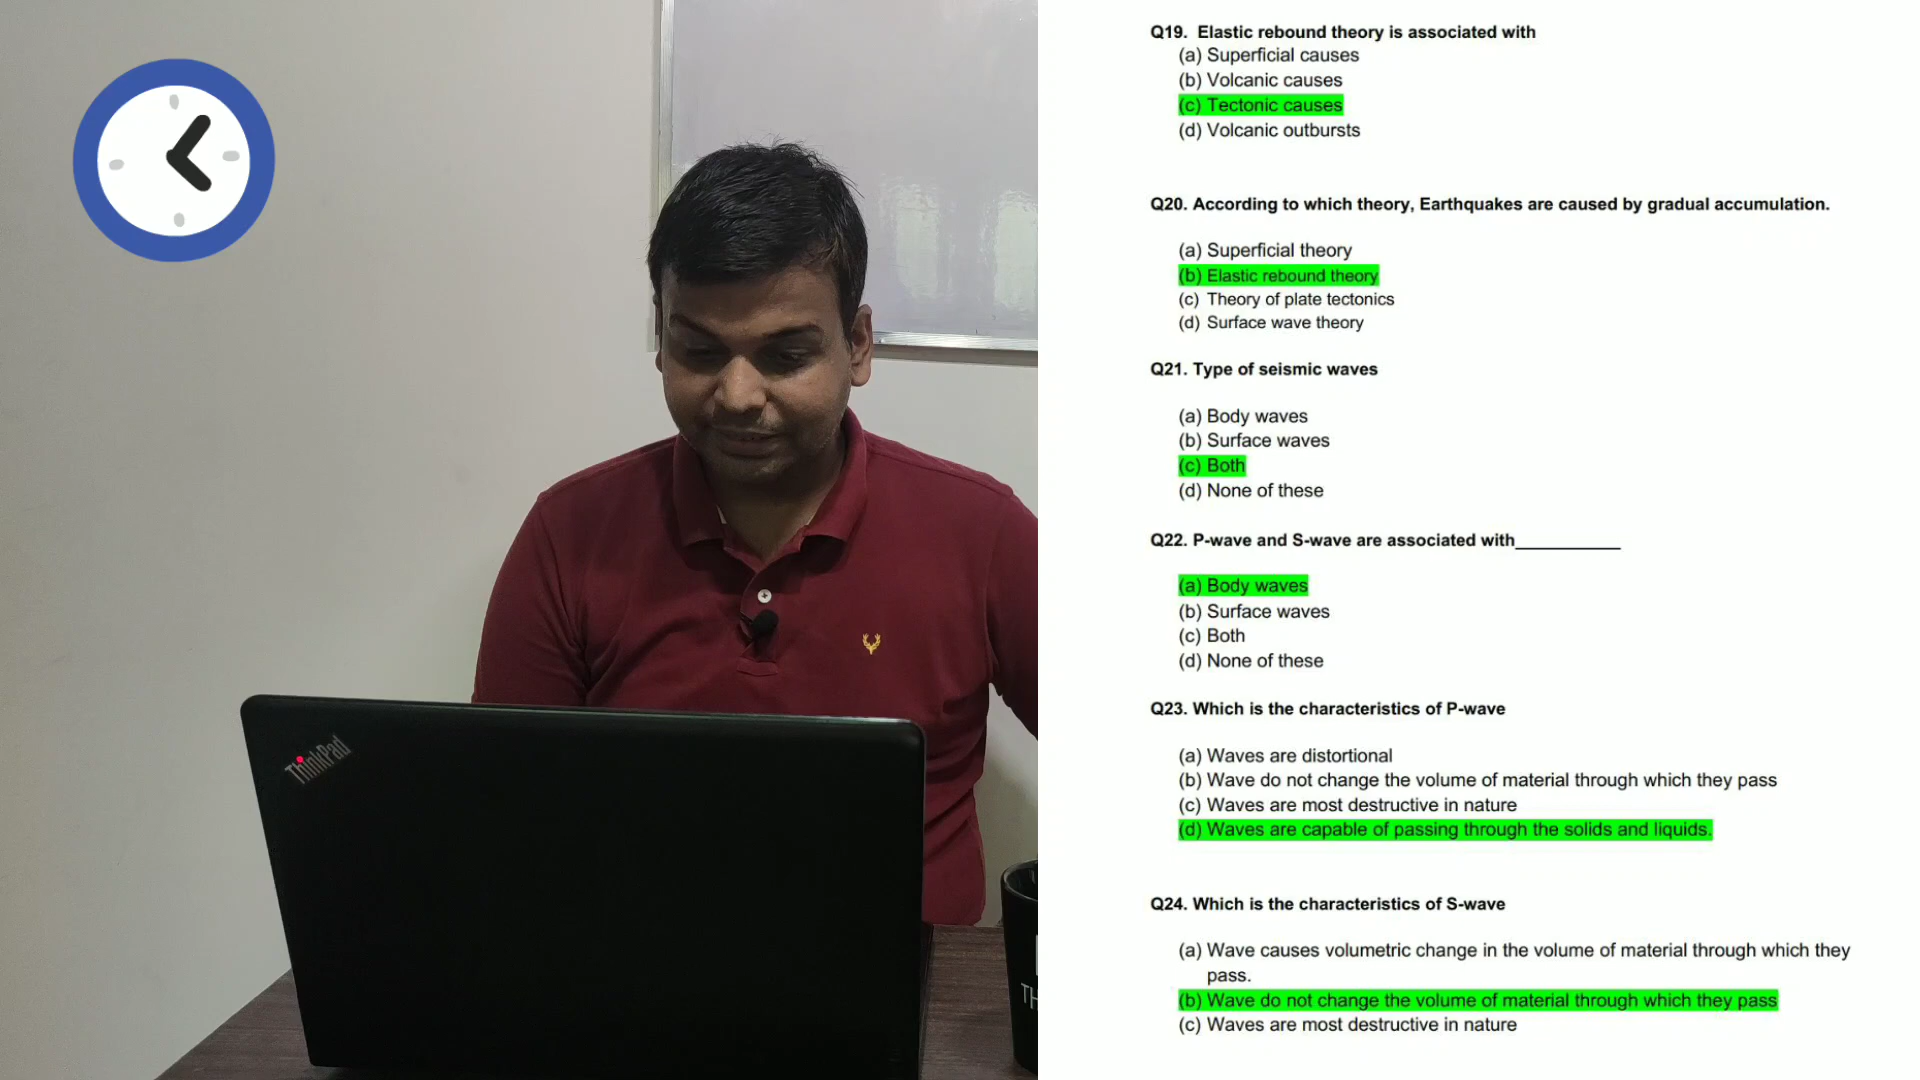 ThinkPad
TH
Q19. Elastic rebound theory is associated with
(a) Superficial causes
(b) Volcanic causes
(c) Tectonic causes
(d) Volcanic outbursts
Q20. According to which theory, Earthquakes are caused by gradual accumulation.
(a) Superficial theory
(b) Elastic rebound theory
(c) Theory of plate tectonics
(d) Surface wave theory
Q21. Type of seismic waves
(a) Body waves
(b) Surface waves
(c) Both
(d) None of these
Q22. P-wave and S-wave are associated with___________
(a) Body waves
(b) Surface waves
(c) Both
(d) None of these
Q23. Which is the characteristics of P-wave
(a) Waves are distortional
(b) Wave do not change the volume of material through which they pass
(c) Waves are most destructive in nature
(d) Waves are capable of passing through the solids and liquids.
Q24. Which is the characteristics of S-wave
(a) Wave causes volumetric change in the volume of material through which they
pass.
(b) Wave do not change the volume of material through which they pass
(c) Waves are most destructive in nature